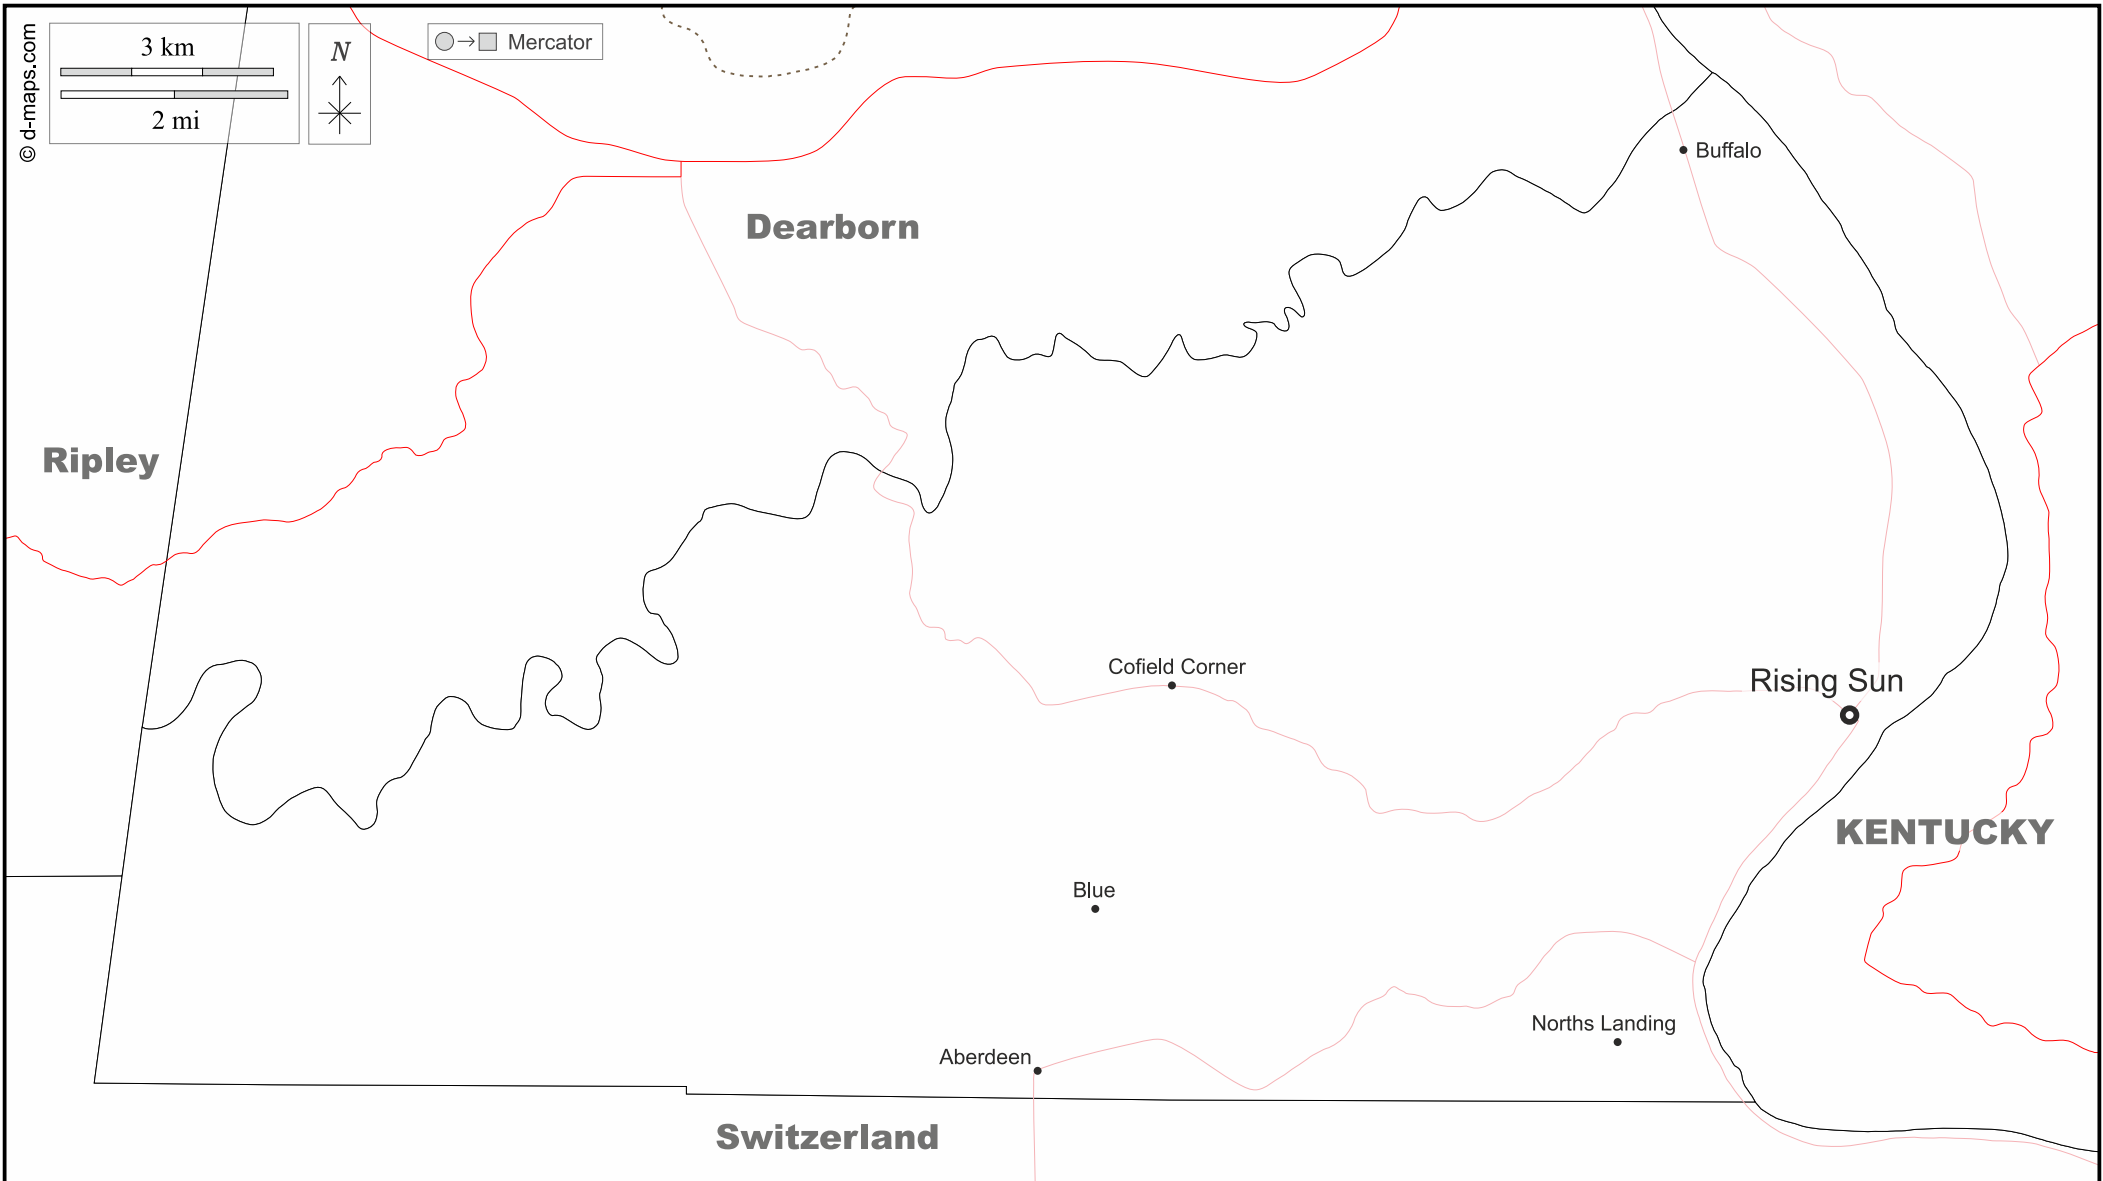 © d-maps.com
3 km
2 mi
N
Mercator
Buffalo
Dearborn
Ripley
Cofield Corner
Rising Sun
KENTUCKY
Blue
Norths Landing
Aberdeen
Switzerland